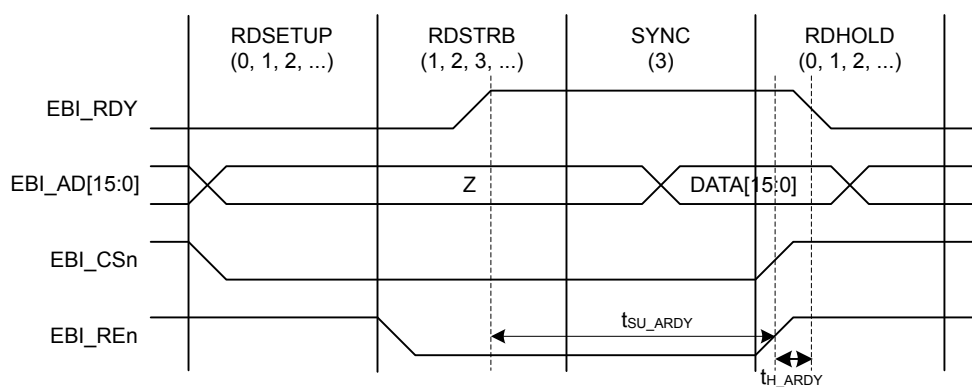 RDSETUP
(0, 1, 2, ...)
RDSTRB
(1, 2, 3, ...)
SYNC
(3)
RDHOLD
(0, 1, 2, ...)
EBI_RDY
EBI_AD[15:0]
Z
DATA[15:0]
EBI_CSn
EBI_REn
tSU_ARDY
tH_ARDY